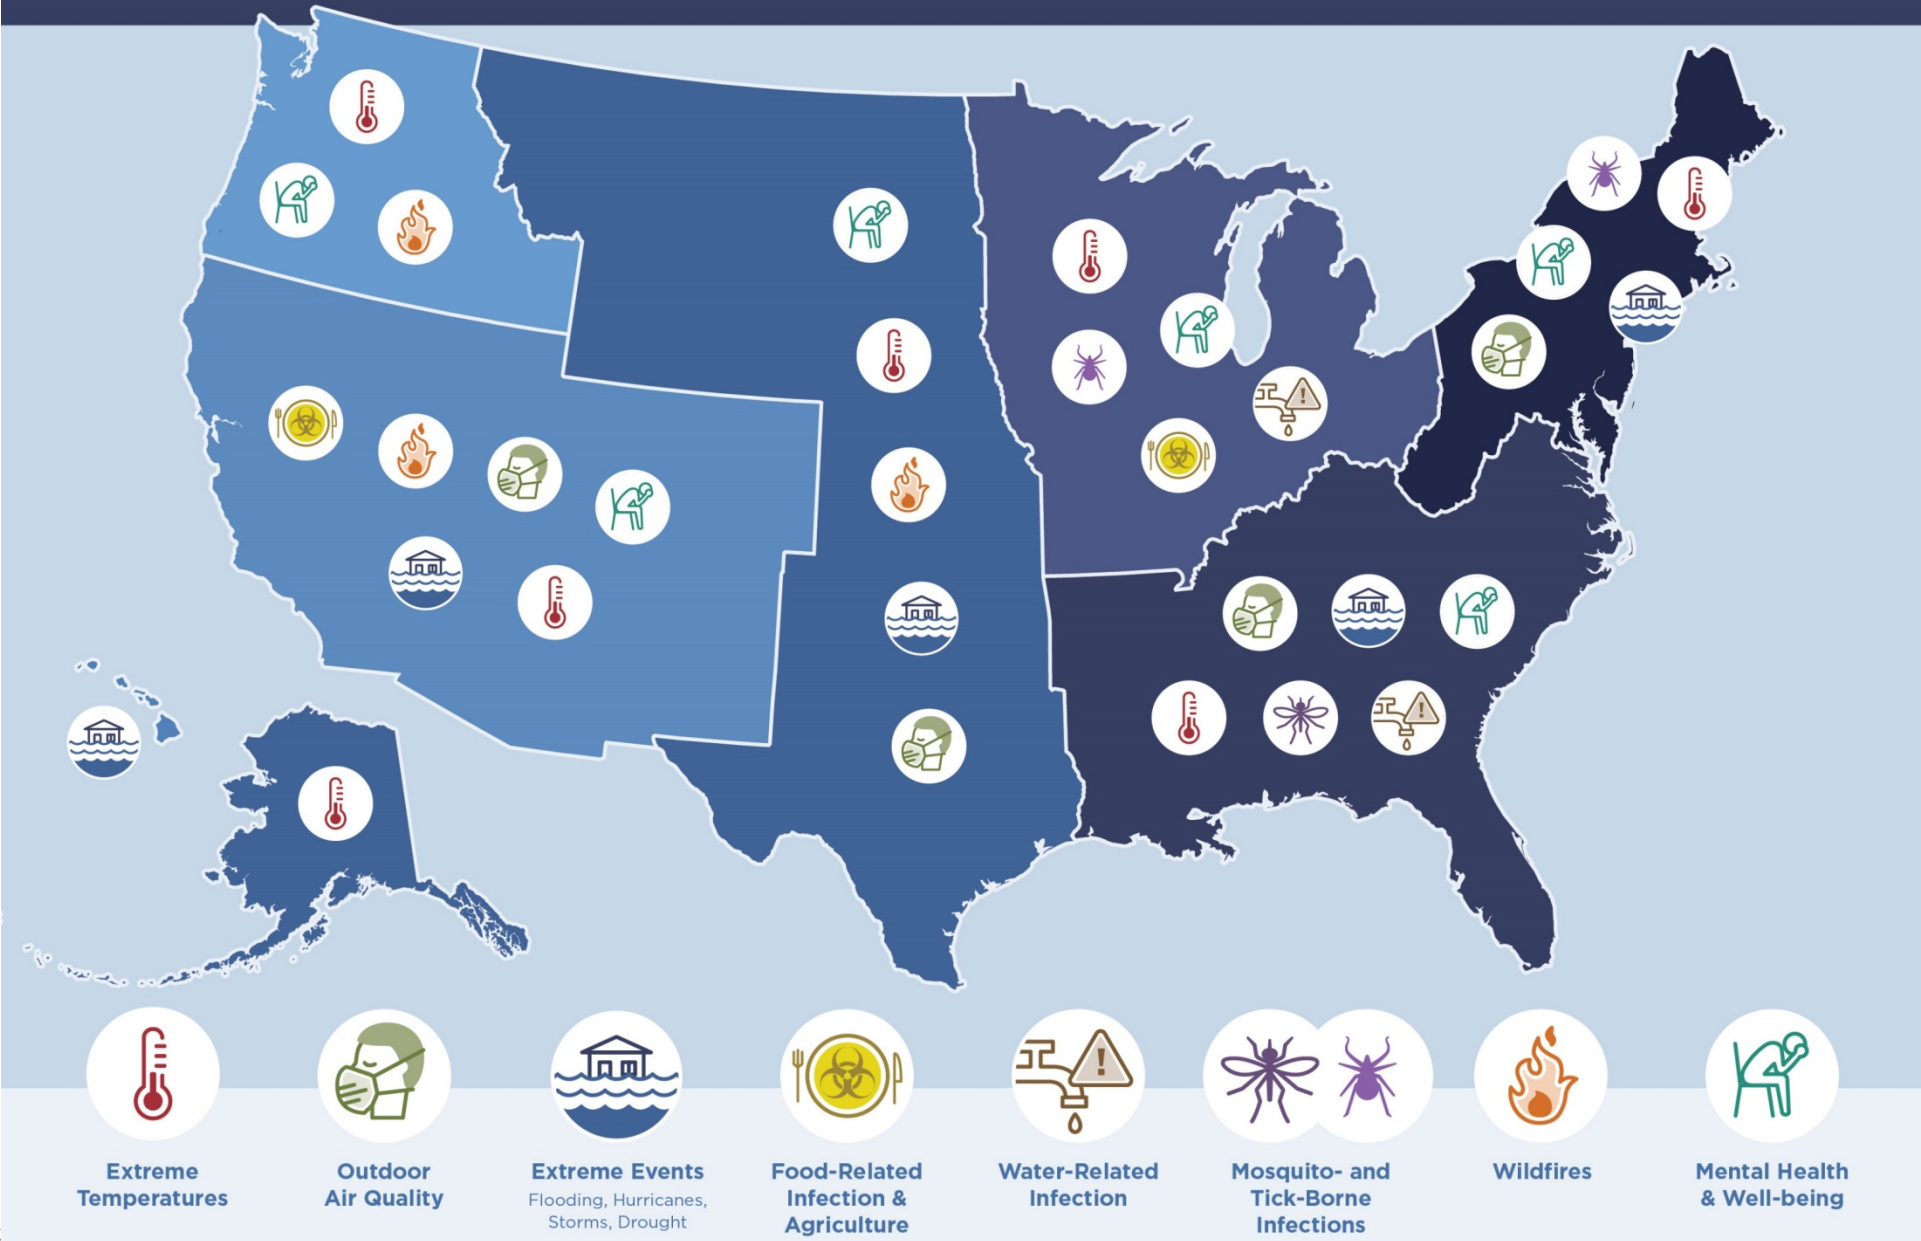 Extreme
Temperatures
Outdoor
Air Quality
Extreme Events
Flooding, Hurricanes,
Storms, Drought
Food-Related
Infection &
Agriculture
Water-Related
Infection
Mosquito- and
Tick-Borne
Infections
Wildfires
Mental Health
& Well-being